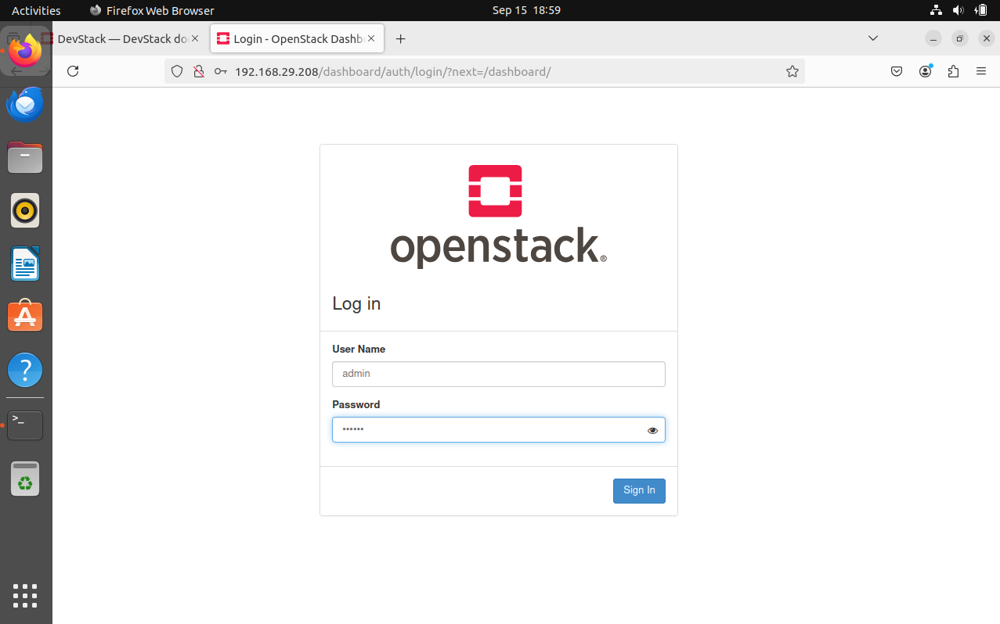 Activities Firefox Web Browser Sep 15 18:59
DevStack — DevStack do Login - OpenStack Dashb
192.168.29.208/dashboard/auth/login/?next=/dashboard/
openstack®
Log in
User Name
admin
Password
••••••
Sign In